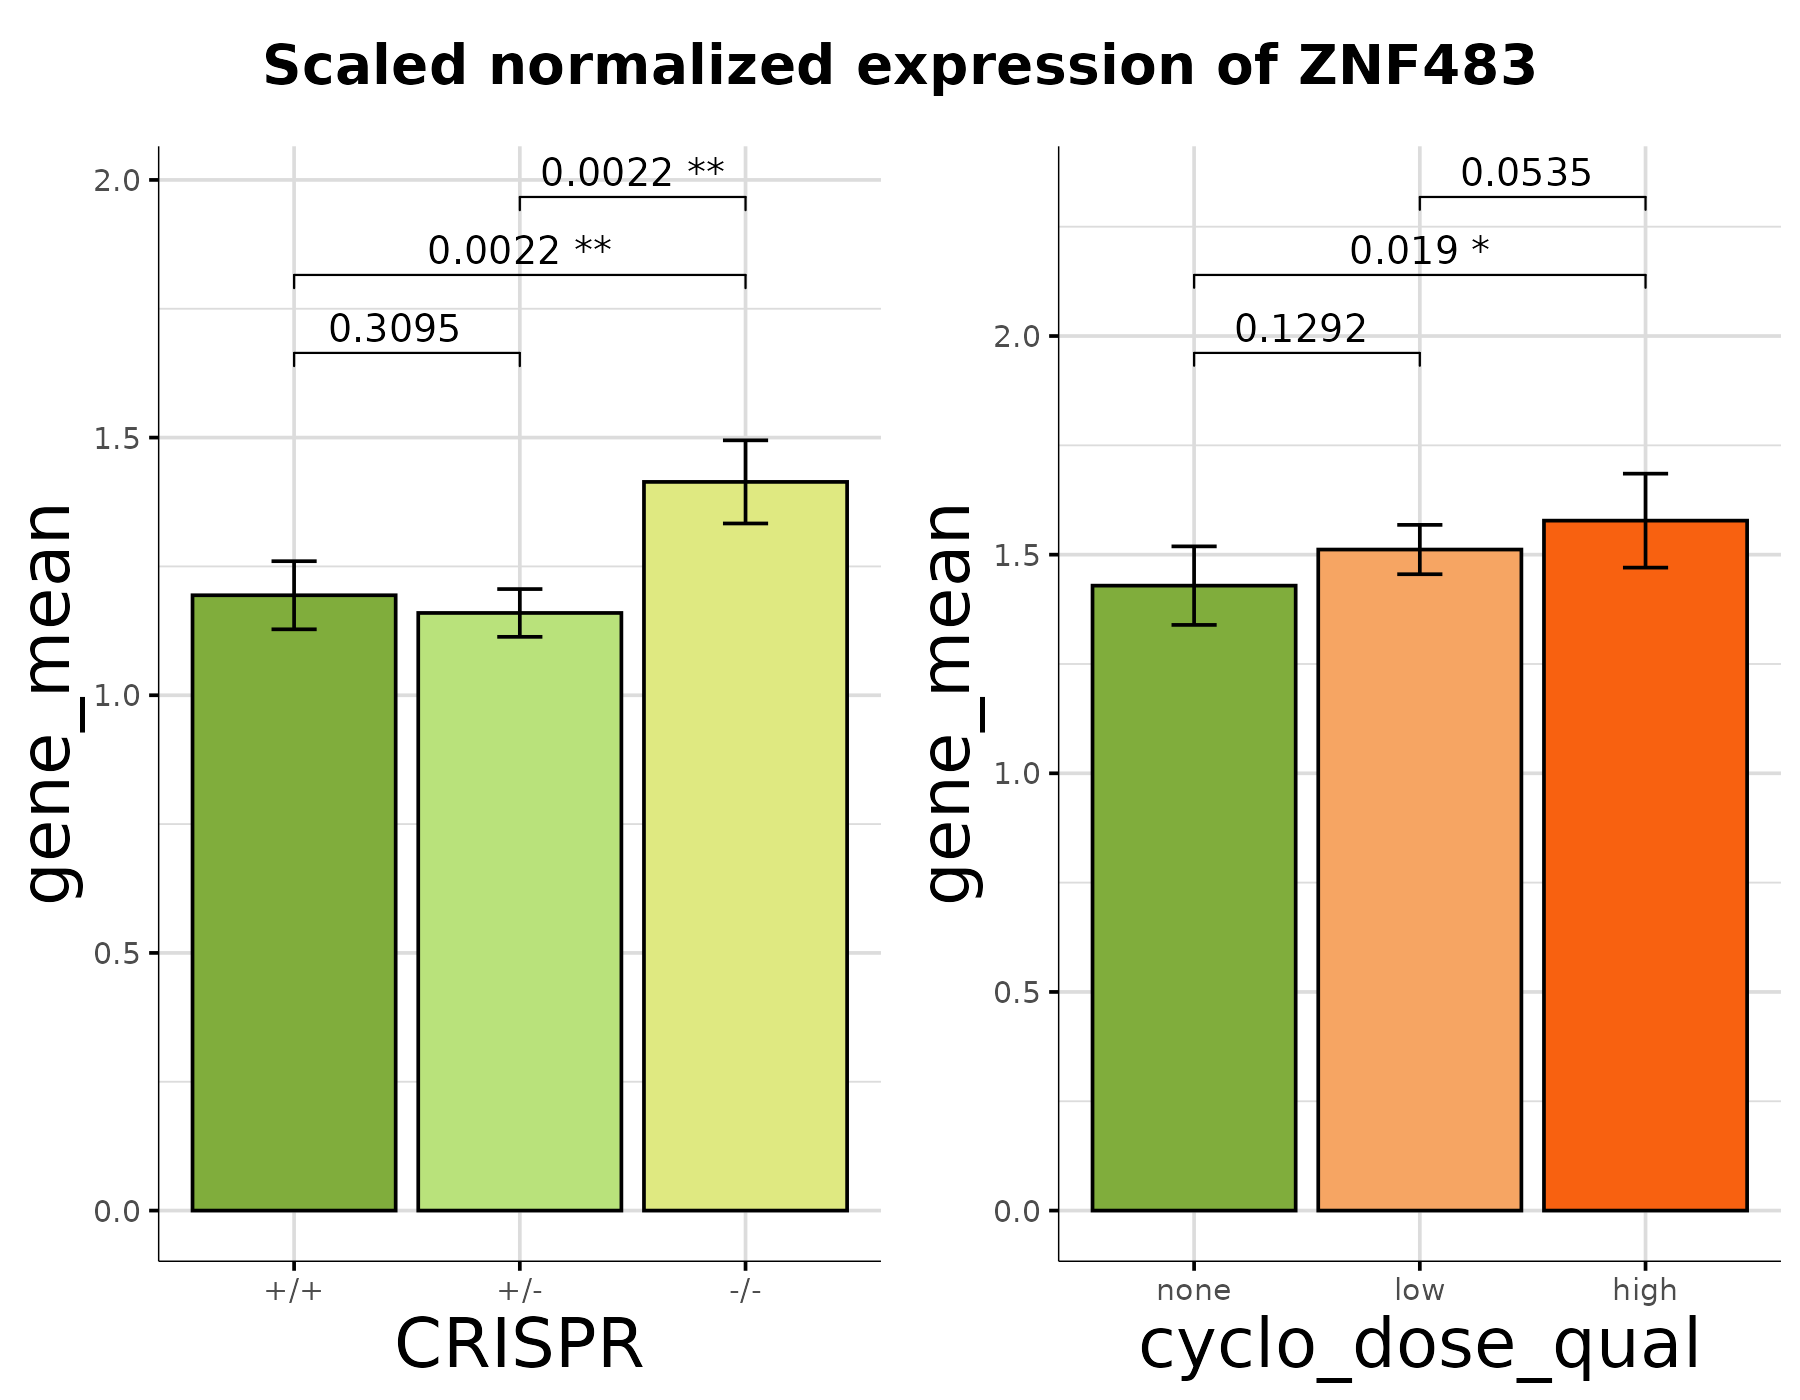 Scaled normalized expression of ZNF483
gene_mean
2.0
1.5
1.0
0.5
0.0
0.0022 **
0.0022 **
0.3095
+/+
+/-
-/-
CRISPR
gene_mean
2.0
1.5
1.0
0.5
0.0
0.0535
0.019 *
0.1292
none
low
high
cyclo_dose_qual